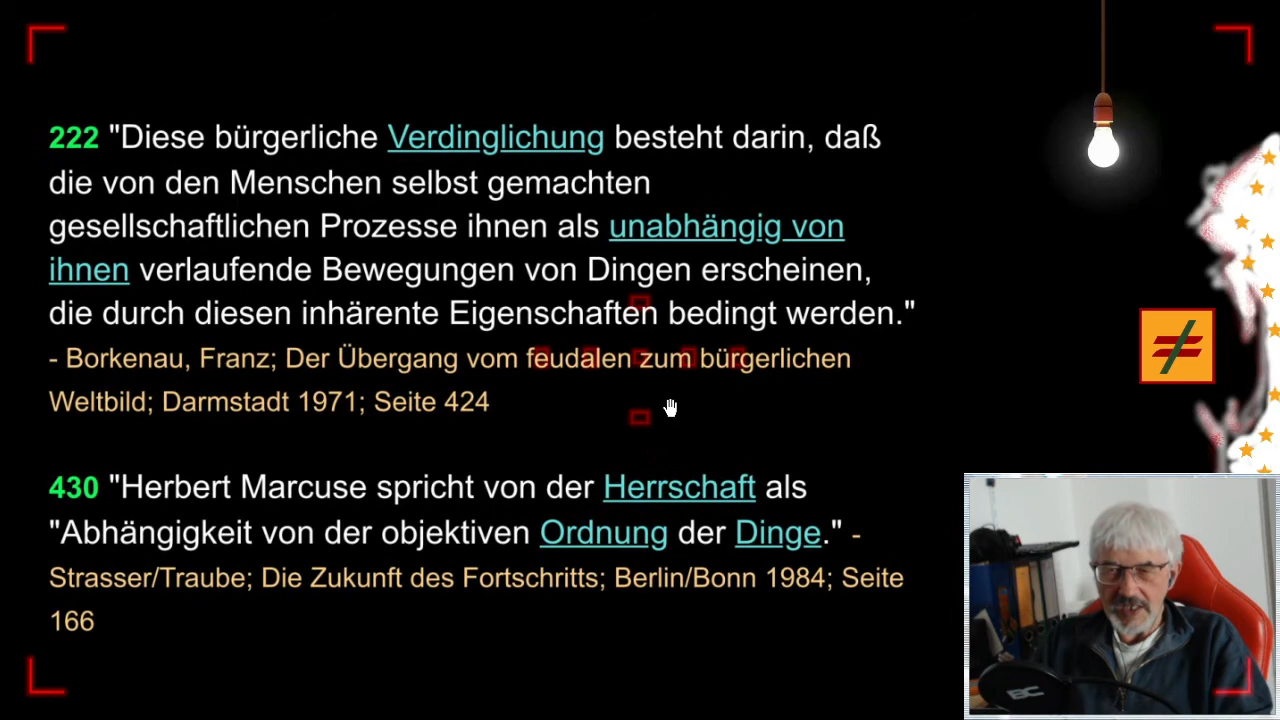 222 "Diese bürgerliche Verdinglichung besteht darin, daß
die von den Menschen selbst gemachten
gesellschaftlichen Prozesse ihnen als unabhängig von
ihnen verlaufende Bewegungen von Dingen erscheinen,
die durch diesen inhärente Eigenschaften bedingt werden."
- Borkenau, Franz; Der Übergang vom feudalen zum bürgerlichen
Weltbild; Darmstadt 1971; Seite 424
430 "Herbert Marcuse spricht von der Herrschaft als
"Abhängigkeit von der objektiven Ordnung der Dinge." -
Strasser/Traube; Die Zukunft des Fortschritts; Berlin/Bonn 1984; Seite
166
BC